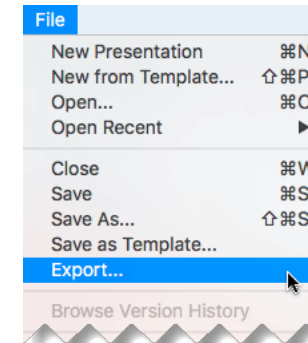 File
New Presentation ⌘N
New from Template... ⇧⌘P
Open... ⌘O
Open Recent ▶
Close ⌘W
Save ⌘S
Save As... ⇧⌘S
Save as Template...
Export...
Browse Version History